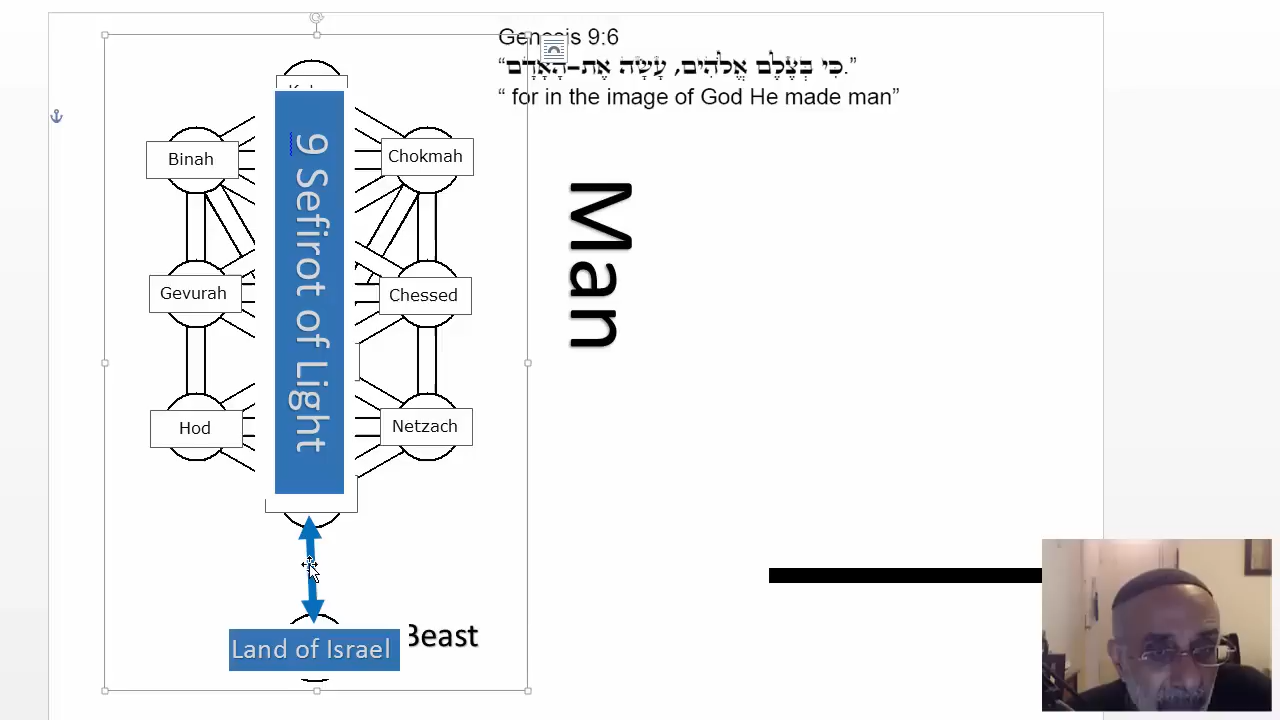 Genesis 9:6
“כִּי בְּצֶלֶם אֱלֹהִים, עָשָׂה אֶת-הָאָדָם.”
“ for in the image of God He made man”
Binah
Chokmah
9 Sefirot of Light
Man
Gevurah
Chessed
Hod
Netzach
Beast
Land of Israel